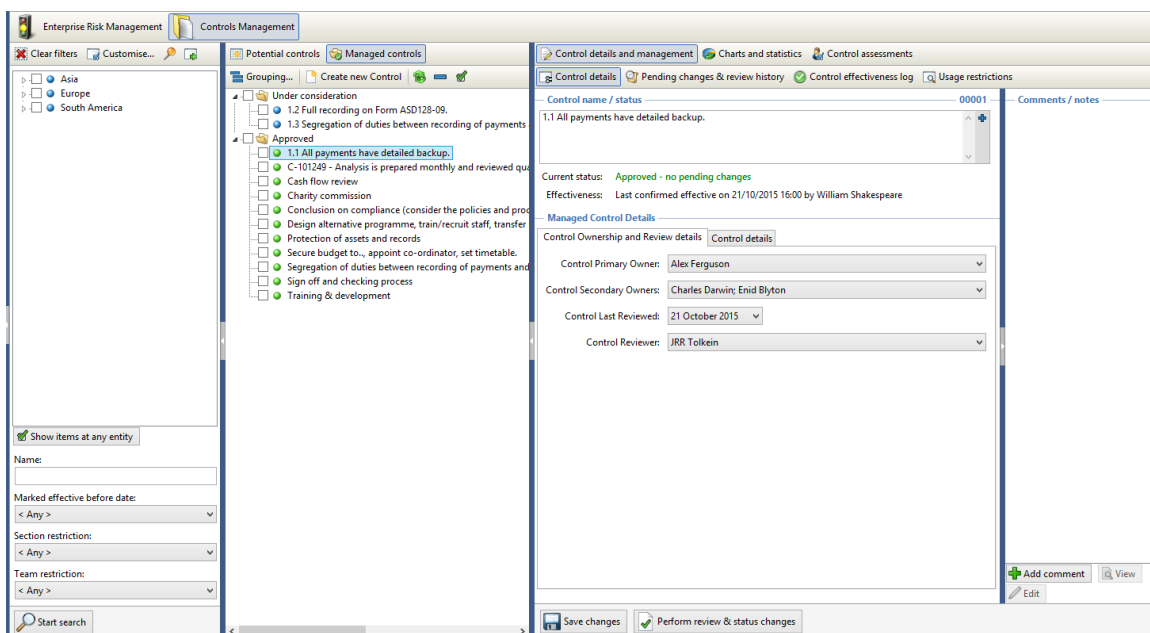 Enterprise Risk Management
Controls Management
Clear filters
Customise...
Asia
Europe
South America
Show items at any entity
Name:
Marked effective before date:
< Any >
Section restriction:
< Any >
Team restriction:
< Any >
Start search
Potential controls
Managed controls
Grouping...
Create new Control
Under consideration
1.2 Full recording on Form ASD128-09.
1.3 Segregation of duties between recording of payments
Approved
1.1 All payments have detailed backup.
C-101249 - Analysis is prepared monthly and reviewed qua
Cash flow review
Charity commission
Conclusion on compliance (consider the policies and proc
Design alternative programme, train/recruit staff, transfer
Protection of assets and records
Secure budget to.., appoint co-ordinator, set timetable.
Segregation of duties between recording of payments and
Sign off and checking process
Training & development
Control details and management
Charts and statistics
Control assessments
Control details
Pending changes & review history
Control effectiveness log
Usage restrictions
Control name / status
00001
1.1 All payments have detailed backup.
Current status: Approved - no pending changes
Effectiveness: Last confirmed effective on 21/10/2015 16:00 by William Shakespeare
Managed Control Details
Control Ownership and Review details
Control details
Control Primary Owner: Alex Ferguson
Control Secondary Owners: Charles Darwin; Enid Blyton
Control Last Reviewed: 21 October 2015
Control Reviewer: JRR Tolkein
Save changes
Perform review & status changes
Comments / notes
Add comment
View
Edit